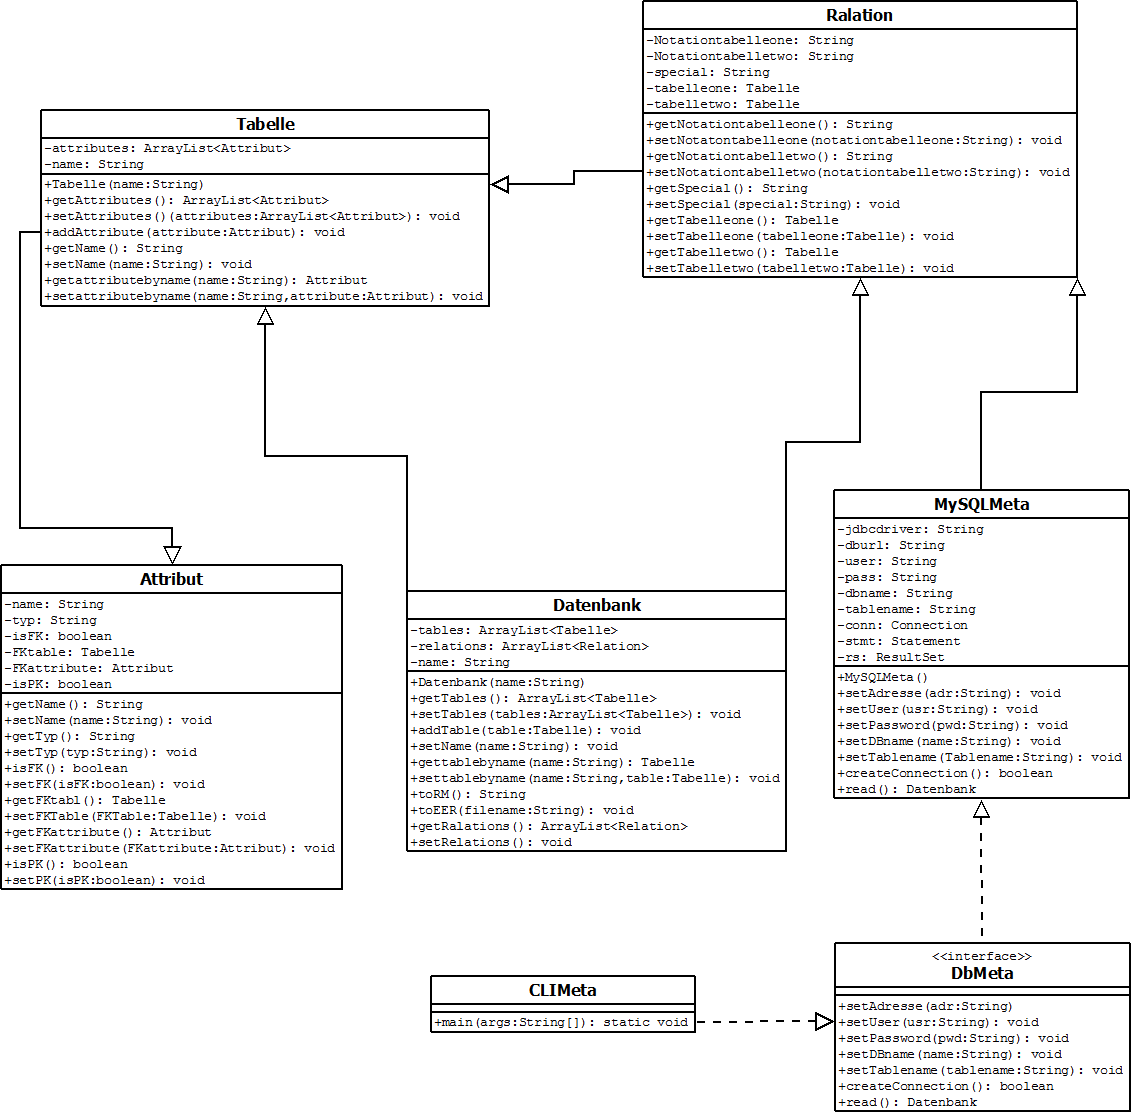 Ralation
-Notationtabelleone: String
-Notationtabelletwo: String
-special: String
-tabelleone: Tabelle
-tabelletwo: Tabelle
+getNotationtabelleone(): String
+setNotatontabelleone(notationtabelleone:String): void
+getNotationtabelletwo(): String
+setNotationtabelletwo(notationtabelletwo:String): void
+getSpecial(): String
+setSpecial(special:String): void
+getTabelleone(): Tabelle
+setTabelleone(tabelleone:Tabelle): void
+getTabelletwo(): Tabelle
+setTabelletwo(tabelletwo:Tabelle): void
Tabelle
-attributes: ArrayList<Attribut>
-name: String
+Tabelle(name:String)
+getAttributes(): ArrayList<Attribut>
+setAttributes()(attributes:ArrayList<Attribut>): void
+addAttribute(attribute:Attribut): void
+getName(): String
+setName(name:String): void
+getattributebyname(name:String): Attribut
+setattributebyname(name:String,attribute:Attribut): void
MySQLMeta
-jdbcdriver: String
-dburl: String
-user: String
-pass: String
-dbname: String
-tablename: String
-conn: Connection
-stmt: Statement
-rs: ResultSet
+MySQLMeta()
+setAdresse(adr:String): void
+setUser(usr:String): void
+setPassword(pwd:String): void
+setDBname(name:String): void
+setTablename(Tablename:String): void
+createConnection(): boolean
+read(): Datenbank
Attribut
-name: String
-typ: String
-isFK: boolean
-FKtable: Tabelle
-FKattribute: Attribut
-isPK: boolean
+getName(): String
+setName(name:String): void
+getTyp(): String
+setTyp(typ:String): void
+isFK(): boolean
+setFK(isFK:boolean): void
+getFKtabl(): Tabelle
+setFKTable(FKTable:Tabelle): void
+getFKattribute(): Attribut
+setFKattribute(FKattribute:Attribut): void
+isPK(): boolean
+setPK(isPK:boolean): void
Datenbank
-tables: ArrayList<Tabelle>
-relations: ArrayList<Relation>
-name: String
+Datenbank(name:String)
+getTables(): ArrayList<Tabelle>
+setTables(tables:ArrayList<Tabelle>): void
+addTable(table:Tabelle): void
+setName(name:String): void
+gettablebyname(name:String): Tabelle
+settablebyname(name:String,table:Tabelle): void
+toRM(): String
+toEER(filename:String): void
+getRalations(): ArrayList<Relation>
+setRelations(): void
<<interface>>
DbMeta
+setAdresse(adr:String)
+setUser(usr:String): void
+setPassword(pwd:String): void
+setDBname(name:String): void
+setTablename(tablename:String): void
+createConnection(): boolean
+read(): Datenbank
CLIMeta
+main(args:String[]): static void